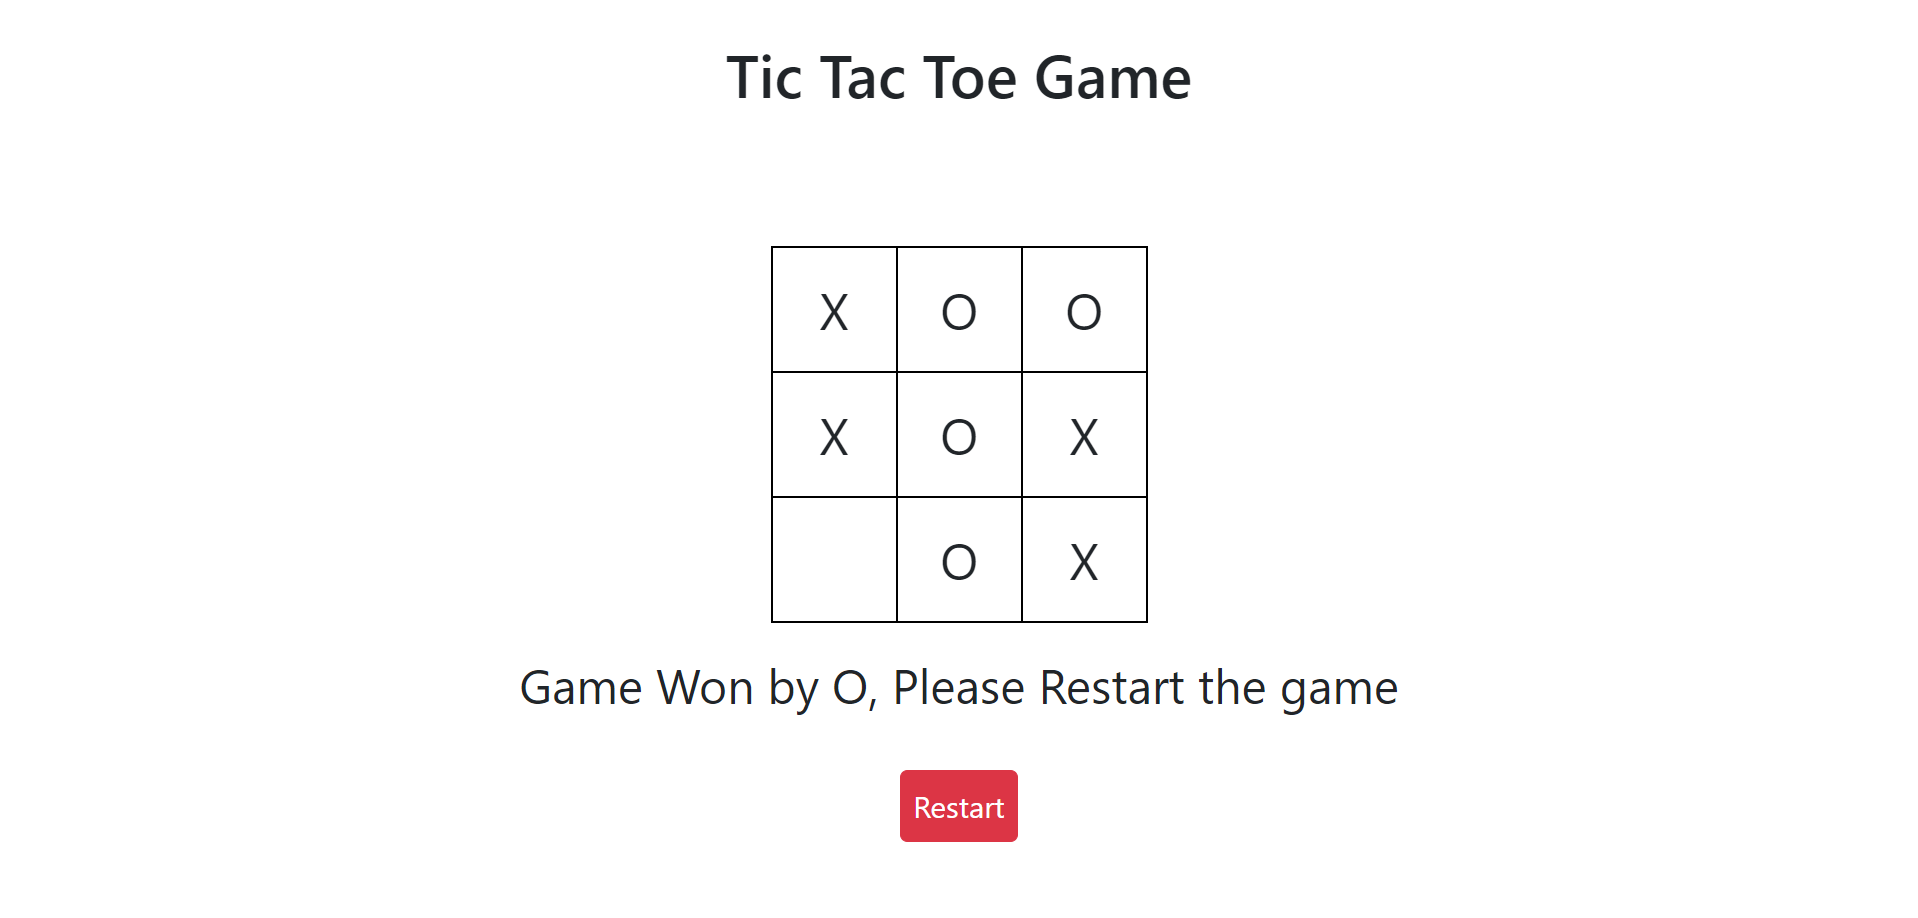 Tic Tac Toe Game
X O O
X O X
O X
Game Won by O, Please Restart the game
Restart